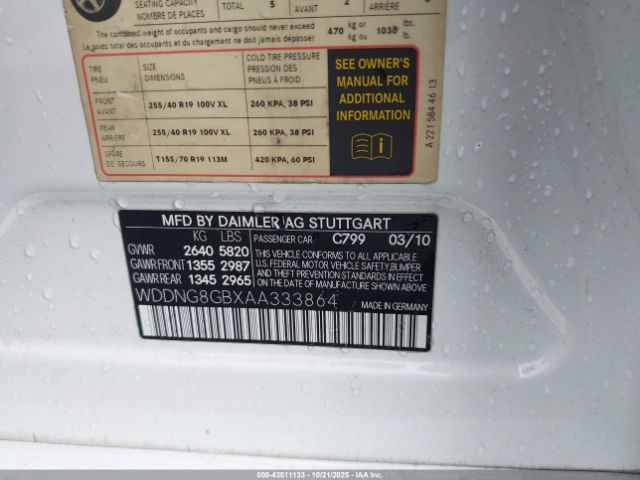 SEATING CAPACITY
NOMBRE DE PLACES
TOTAL 5
AVANT 2
ARRIÈRE
The combined weight of occupants and cargo should never exceed
Le poids total des occupants et du chargement ne doit jamais dépasser
470 kg or kg ou 1036 lbs. lb.
TIRE
PNEU
SIZE
DIMENSIONS
COLD TIRE PRESSURE
PRESSION DES
PNEUS À FROID
FRONT
AVANT
255/40 R19 100V XL
260 KPA, 38 PSI
REAR
ARRIERE
255/40 R19 100V XL
260 KPA, 38 PSI
SPARE
DE SECOURS
T155/70 R19 113M
420 KPA, 60 PSI
SEE OWNER'S
MANUAL FOR
ADDITIONAL
INFORMATION
A 221 584 46 13
MFD BY DAIMLER AG STUTTGART
KG LBS
GVWR 2640 5820
GAWR FRONT 1355 2987
GAWR REAR 1345 2965
PASSENGER CAR C799 03/10
THIS VEHICLE CONFORMS TO ALL APPLICABLE
U.S. FEDERAL MOTOR VEHICLE SAFETY,BUMPER
AND THEFT PREVENTION STANDARDS IN EFFECT
ON THE DATE OF MANUFACTURE SHOWN ABOVE.
WDDNG8GBXAA333864
MADE IN GERMANY
000-43511133 - 10/21/2025 - IAAI.COM